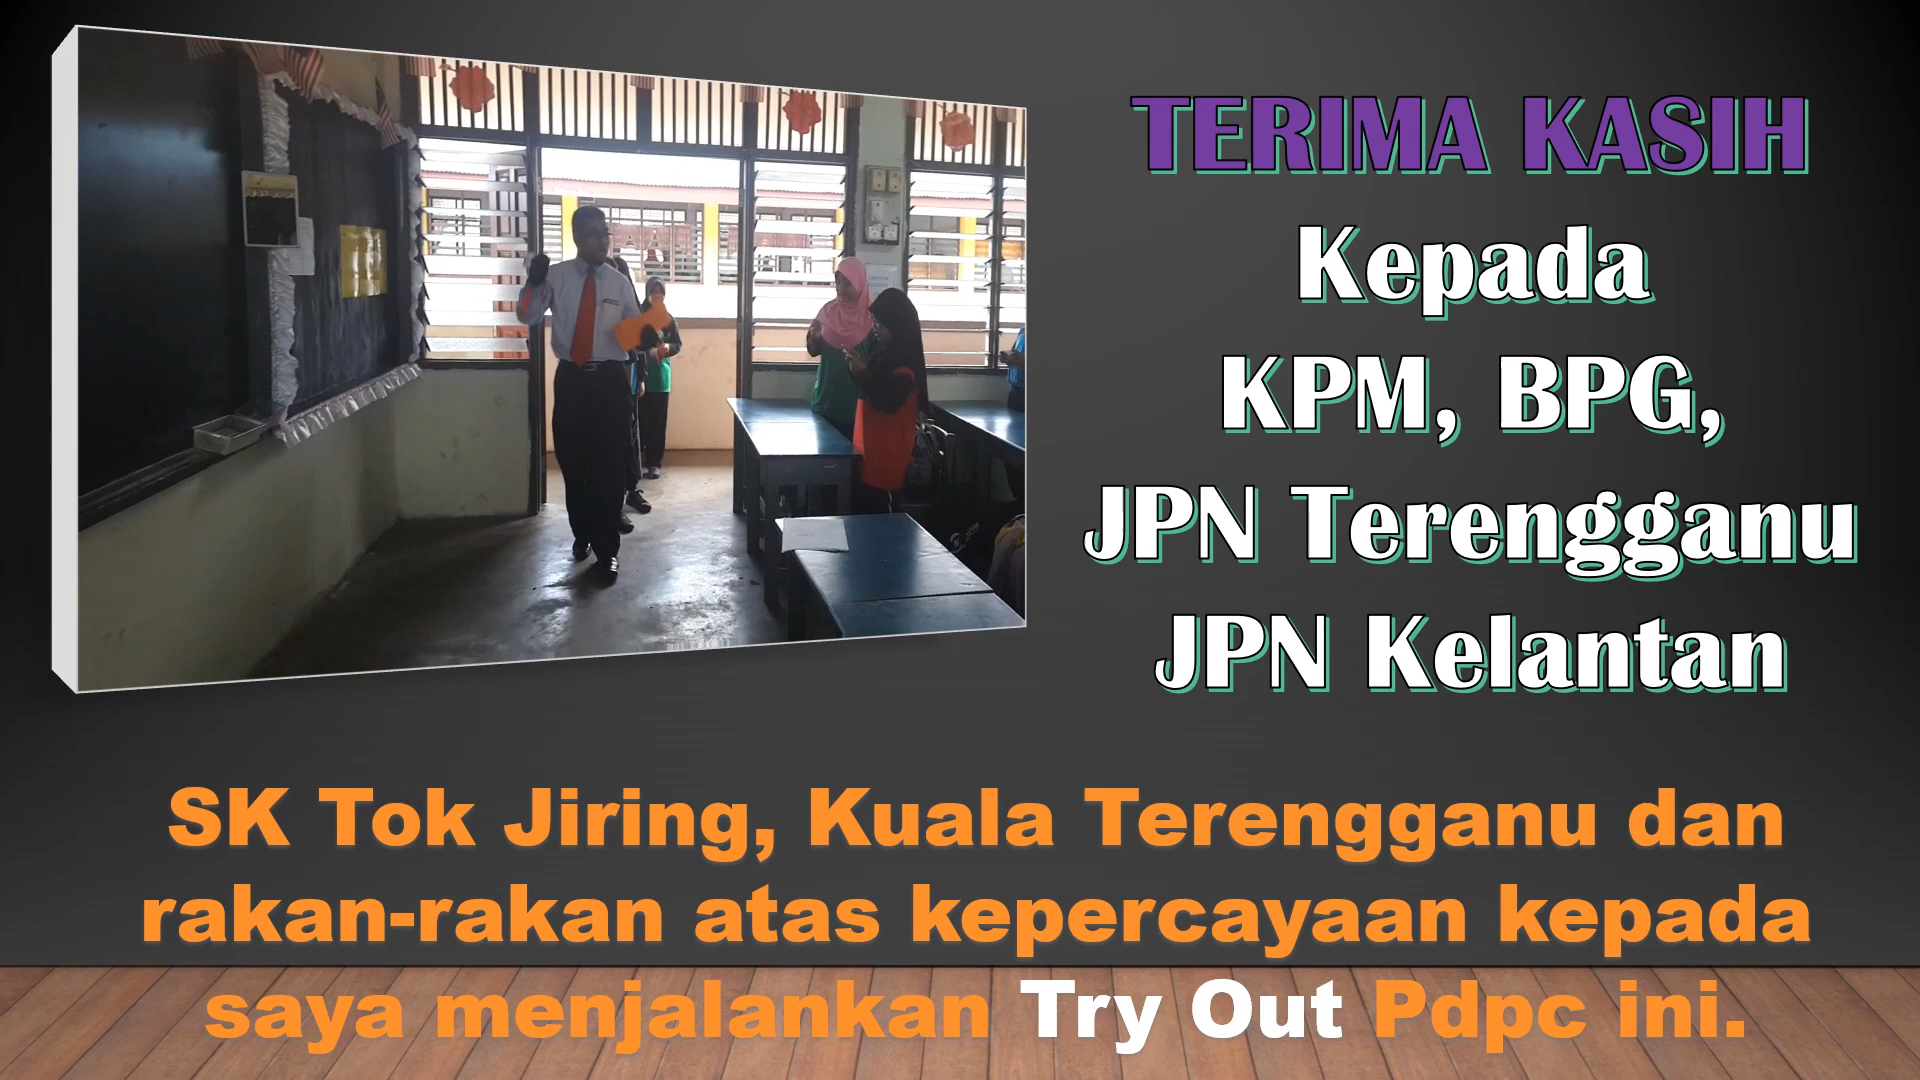 TERIMA KASIH
Kepada
KPM, BPG,
JPN Terengganu
JPN Kelantan
SK Tok Jiring, Kuala Terengganu dan
rakan-rakan atas kepercayaan kepada
saya menjalankan Try Out Pdpc ini.